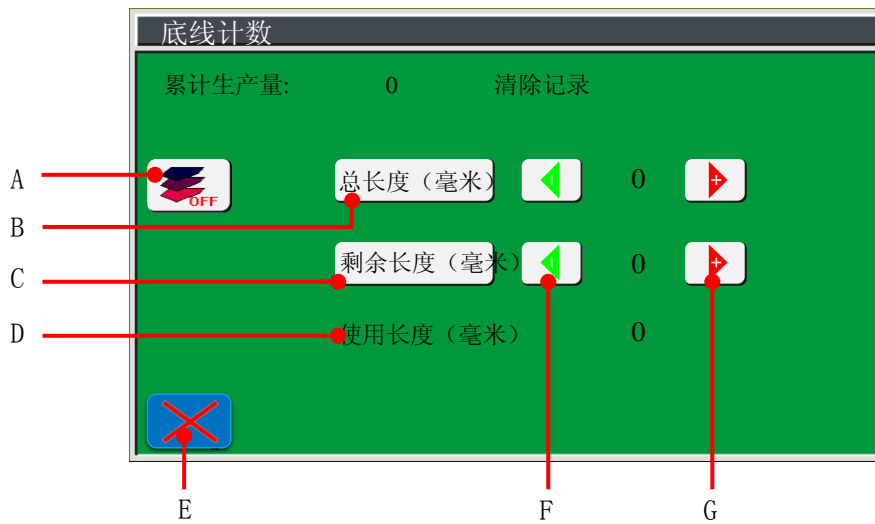 底线计数
累计生产量: 0 清除记录
A
OFF
总长度（毫米） - 0 +
B
剩余长度（毫米） - 0 +
C
D
使用长度（毫米） 0
E F G